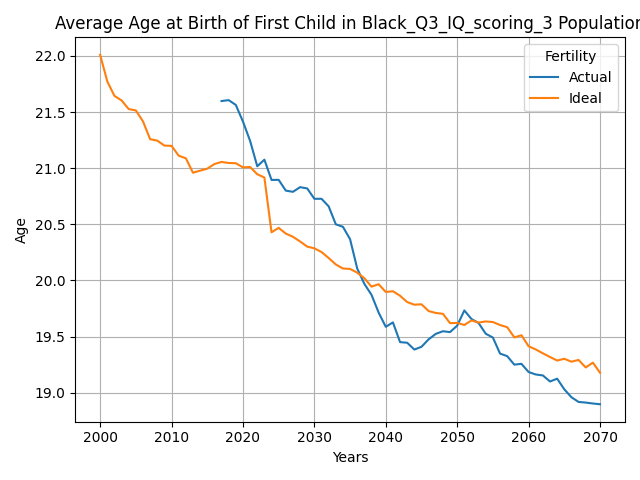 Average Age at Birth of First Child in Black_Q3_IQ_scoring_3 Population
Fertility
Actual
Ideal
22.0
21.5
21.0
20.5
20.0
19.5
19.0
Age
2000 2010 2020 2030 2040 2050 2060 2070
Years